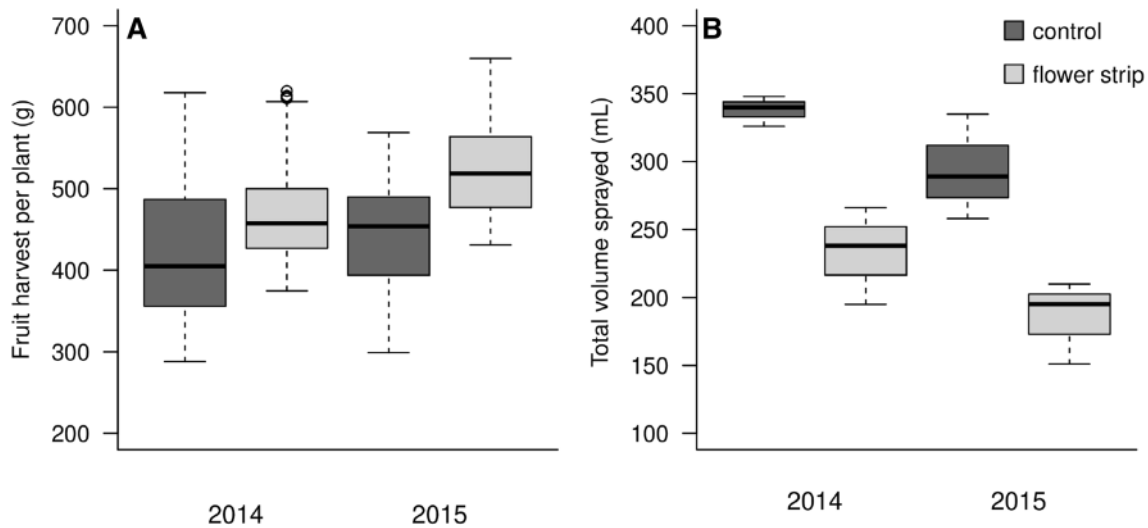 A
Fruit harvest per plant (g)
700
600
500
400
300
200
2014
2015
B
control
flower strip
Total volume sprayed (mL)
400
350
300
250
200
150
100
2014
2015